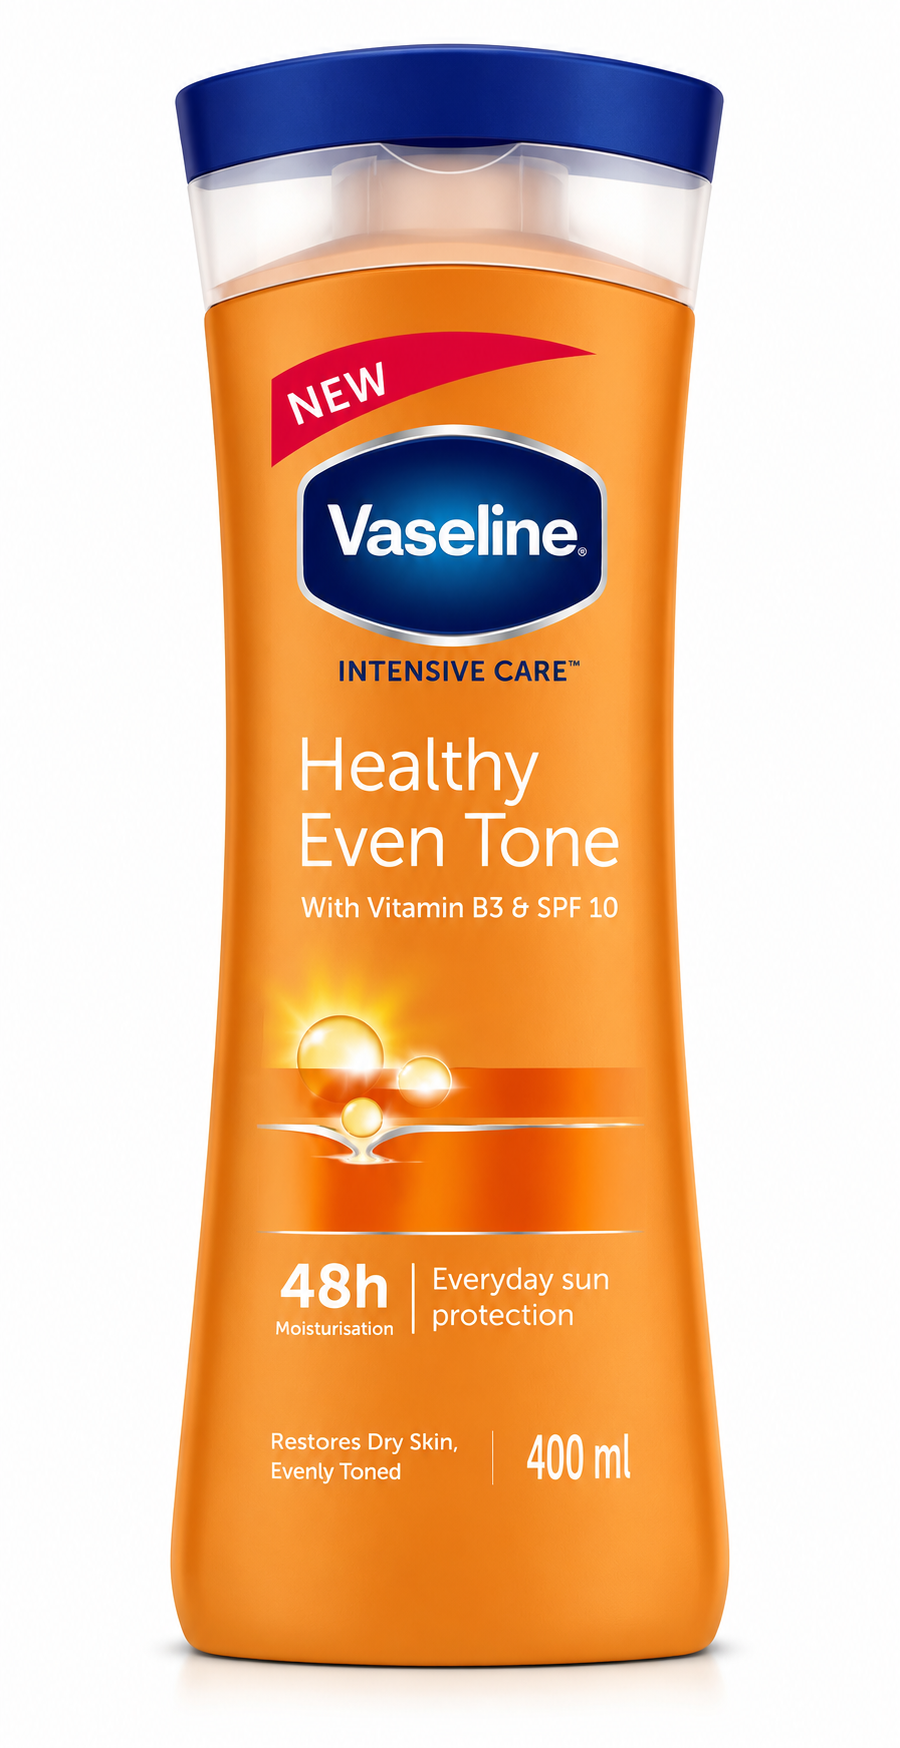 NEW
Vaseline®
INTENSIVE CARE™
Healthy
Even Tone
With Vitamin B3 & SPF 10
48h
Moisturisation
Everyday sun
protection
Restores Dry Skin,
Evenly Toned
400 ml